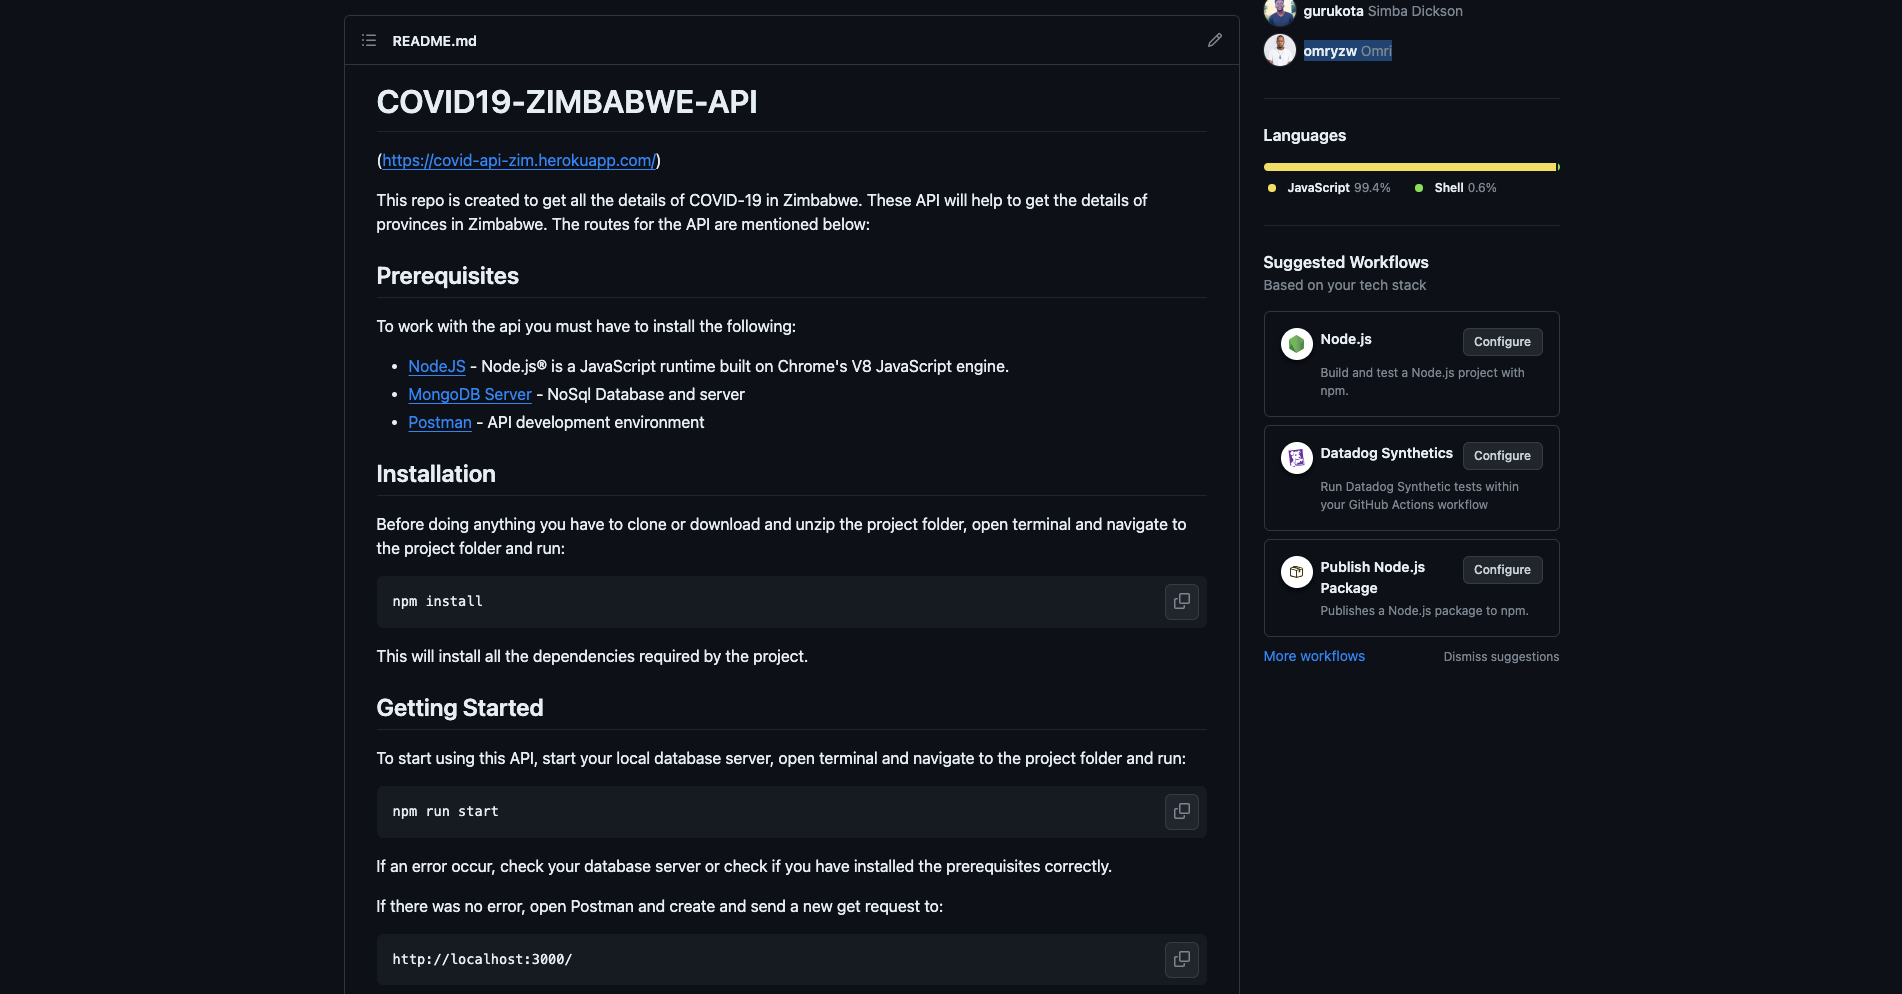 README.md
COVID19-ZIMBABWE-API
(https://covid-api-zim.herokuapp.com/)
This repo is created to get all the details of COVID-19 in Zimbabwe. These API will help to get the details of
provinces in Zimbabwe. The routes for the API are mentioned below:
Prerequisites
To work with the api you must have to install the following:
• NodeJS - Node.js® is a JavaScript runtime built on Chrome's V8 JavaScript engine.
• MongoDB Server - NoSql Database and server
• Postman - API development environment
Installation
Before doing anything you have to clone or download and unzip the project folder, open terminal and navigate to
the project folder and run:
npm install
This will install all the dependencies required by the project.
Getting Started
To start using this API, start your local database server, open terminal and navigate to the project folder and run:
npm run start
If an error occur, check your database server or check if you have installed the prerequisites correctly.
If there was no error, open Postman and create and send a new get request to:
http://localhost:3000/
gurukota Simba Dickson
omryzw Omri
Languages
JavaScript 99.4% Shell 0.6%
Suggested Workflows
Based on your tech stack
Node.js Configure
Build and test a Node.js project with
npm.
Datadog Synthetics Configure
Run Datadog Synthetic tests within
your GitHub Actions workflow
Publish Node.js Configure
Package
Publishes a Node.js package to npm.
More workflows Dismiss suggestions